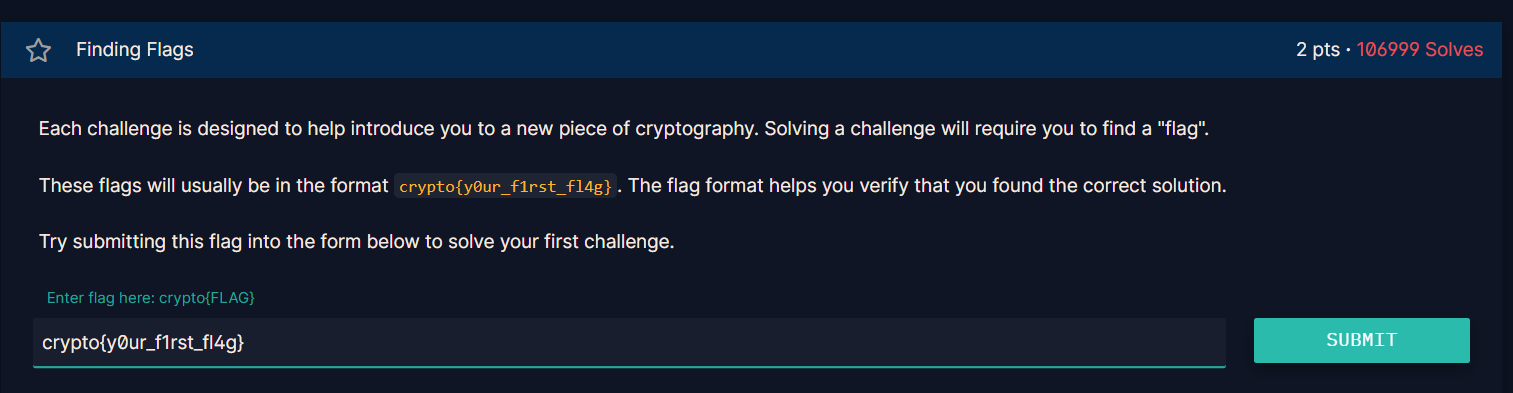 Finding Flags
2 pts · 106999 Solves
Each challenge is designed to help introduce you to a new piece of cryptography. Solving a challenge will require you to find a "flag".
These flags will usually be in the format crypto{y0ur_f1rst_fl4g}. The flag format helps you verify that you found the correct solution.
Try submitting this flag into the form below to solve your first challenge.
Enter flag here: crypto{FLAG}
crypto{y0ur_f1rst_fl4g}
SUBMIT